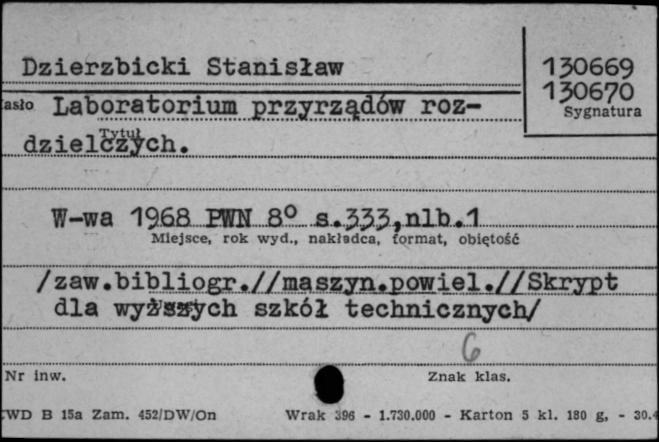 Dzierzbicki Stanisław
130669
130670
Sygnatura
asło Laboratorium przyrządów roz-
Tytuł
dzielczych.
W-wa 1968 PWN 8° s.333,nlb.1
Miejsce, rok wyd., nakładca, format, objętość
/zaw.bibliogr.//maszyn.powiel.//Skrypt
dla wyższych szkół technicznych/
6
Nr inw.
Znak klas.
WD B 15a Zam. 452/DW/On Wrak 396 - 1.730.000 - Karton 5 kl. 180 g, - 30.4